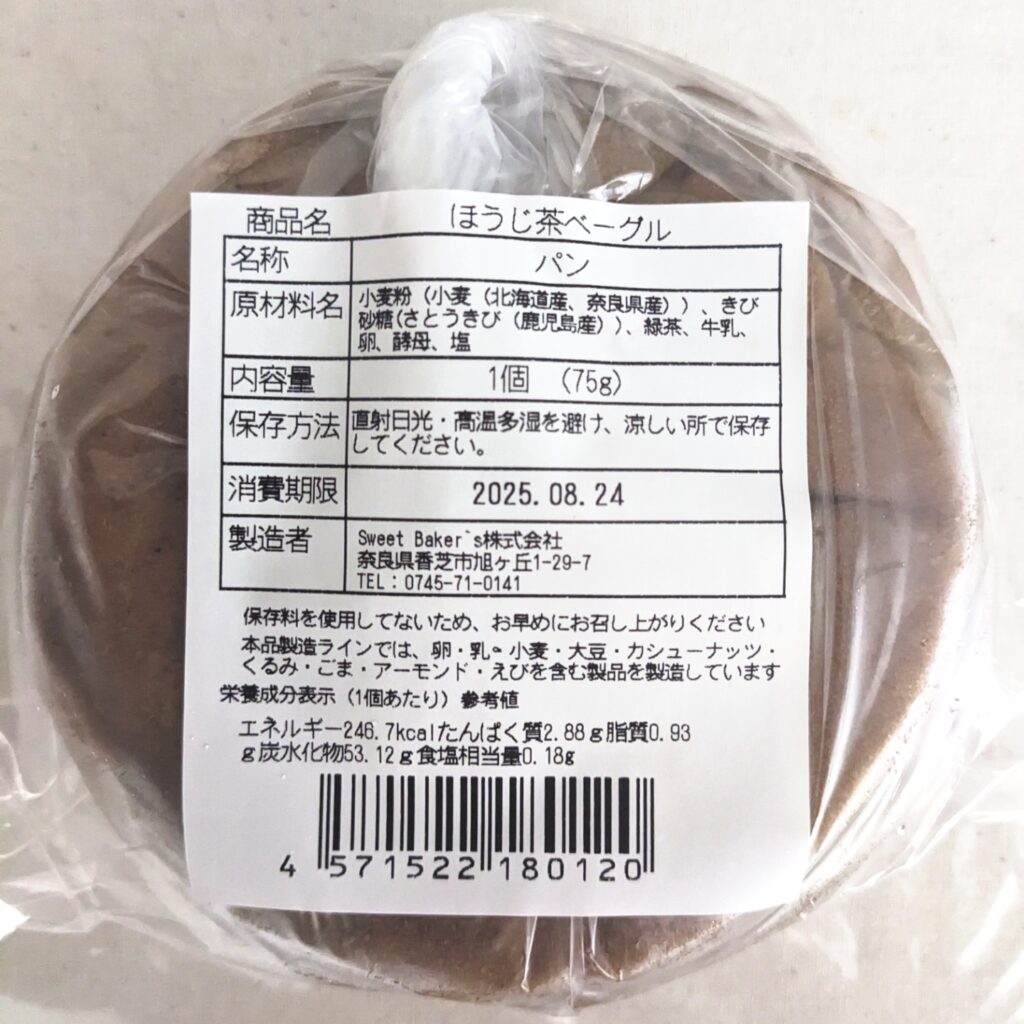 商品名 ほうじ茶ベーグル
名称 パン
原材料名 小麦粉（小麦（北海道産、奈良県産））、きび
砂糖(さとうきび（鹿児島産）)、緑茶、牛乳、
卵、酵母、塩
内容量 1個 （75g）
保存方法 直射日光・高温多湿を避け、涼しい所で保存
してください。
消費期限 2025.08.24
製造者 Sweet Baker`s株式会社
奈良県香芝市旭ヶ丘1-29-7
TEL：0745-71-0141
保存料を使用してないため、お早めにお召し上がりください
本品製造ラインでは、卵・乳・小麦・大豆・カシューナッツ・
くるみ・ごま・アーモンド・えびを含む製品を製造しています
栄養成分表示（1個あたり）参考値
エネルギー246.7kcalたんぱく質2.88ｇ脂質0.93
ｇ炭水化物53.12ｇ食塩相当量0.18g
4 571522 180120